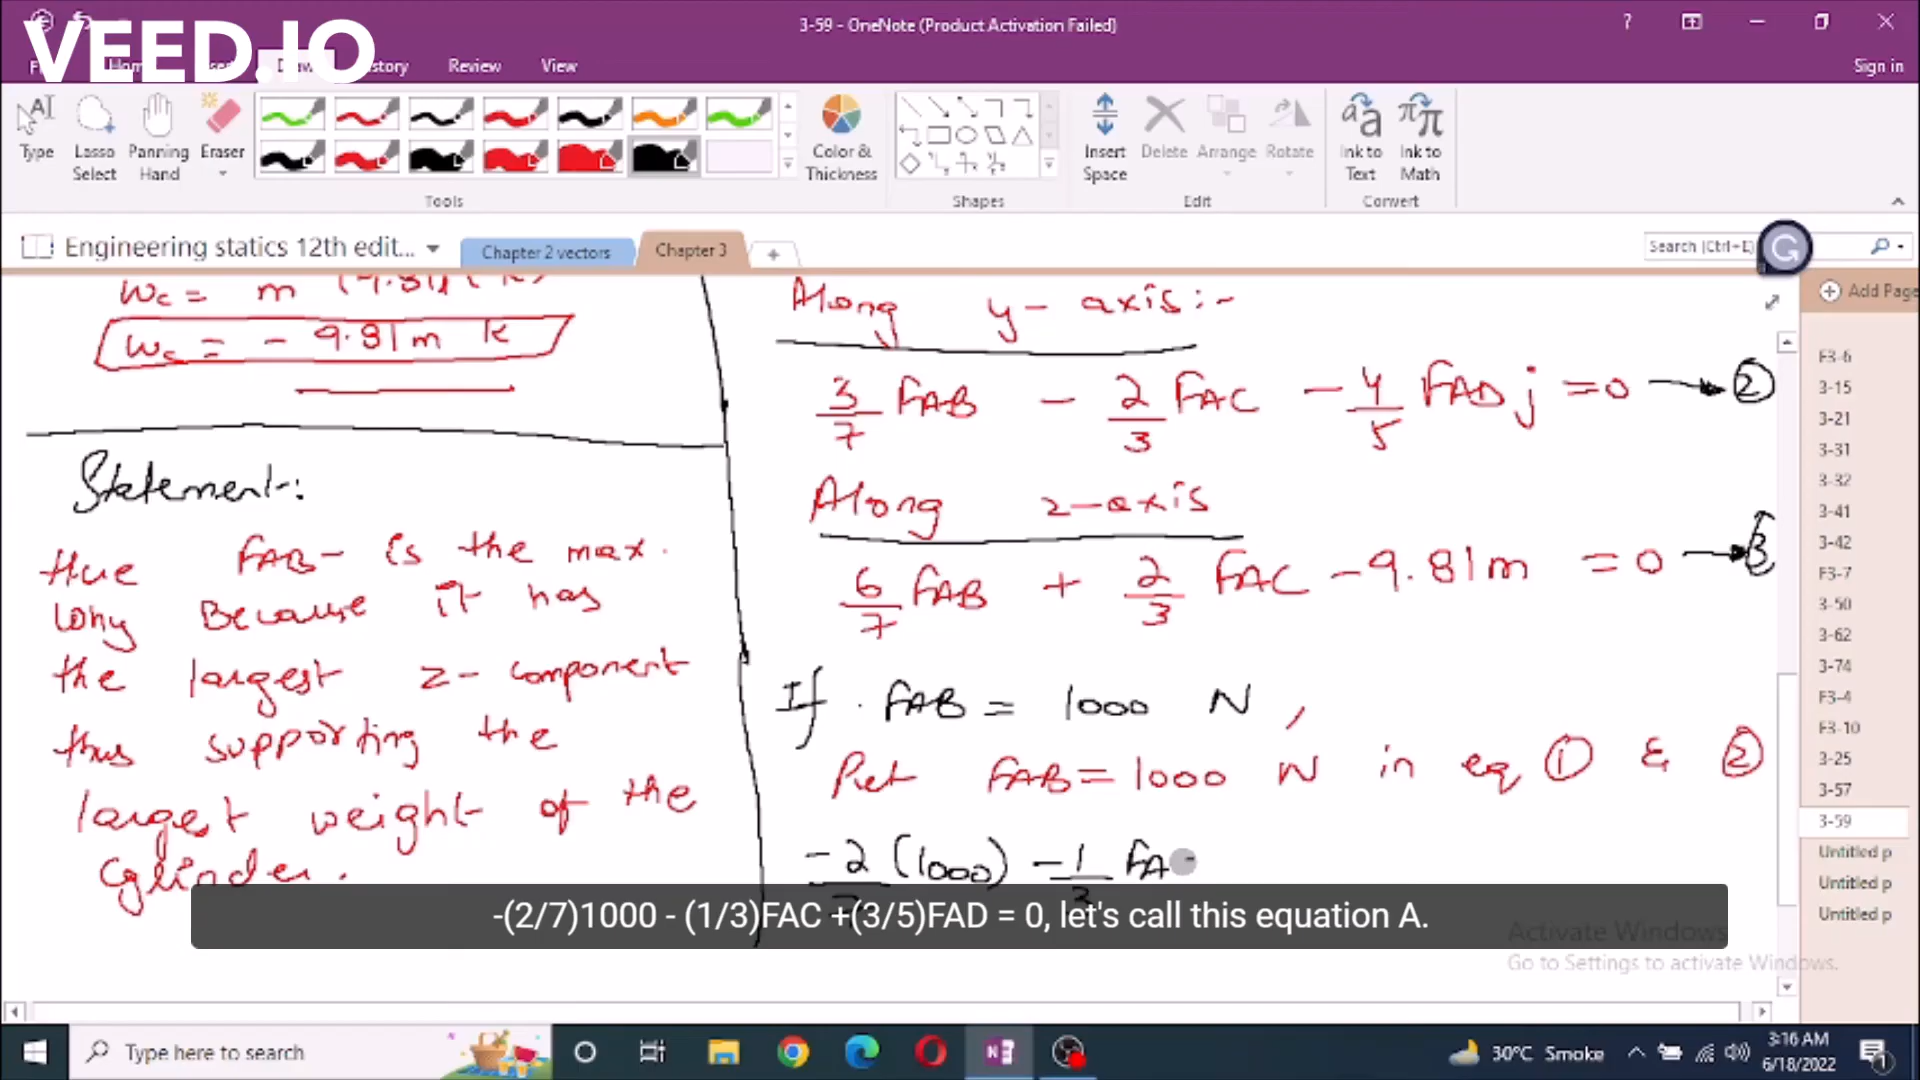 VEED.IO
3-59 - OneNote (Product Activation Failed)
?
Review
View
Sign in
Type
Lasso Select
Panning Hand
Eraser
Color & Thickness
Insert Space
Delete
Arrange
Rotate
Ink to Text
Ink to Math
Tools
Shapes
Edit
Convert
Engineering statics 12th edit...
Chapter 2 vectors
Chapter 3
+
Search (Ctrl+E)
Wc = - 9.81m k
Statement:
FAB - is the max.
long Because it has
the largest z- component
thus supporting the
largest weight of the
Cylinder.
Along y- axis:-
3/7 FAB - 2/3 FAC - 4/5 FAD j = 0 → ②
Along z-axis
6/7 FAB + 2/3 FAC - 9.81m = 0 → 3
If FAB = 1000 N,
Put FAB = 1000 N in eq ① & ②
-2 (1000) - 1/3 FA
-(2/7)1000 - (1/3)FAC +(3/5)FAD = 0, let's call this equation A.
Add Page
F3-6
3-15
3-21
3-31
3-32
3-41
3-42
F3-7
3-50
3-62
3-74
F3-4
F3-10
3-25
3-57
3-59
Untitled p
Untitled p
Untitled p
Activate Windows
Go to Settings to activate Windows.
Type here to search
30°C Smoke
3:16 AM
6/18/2022